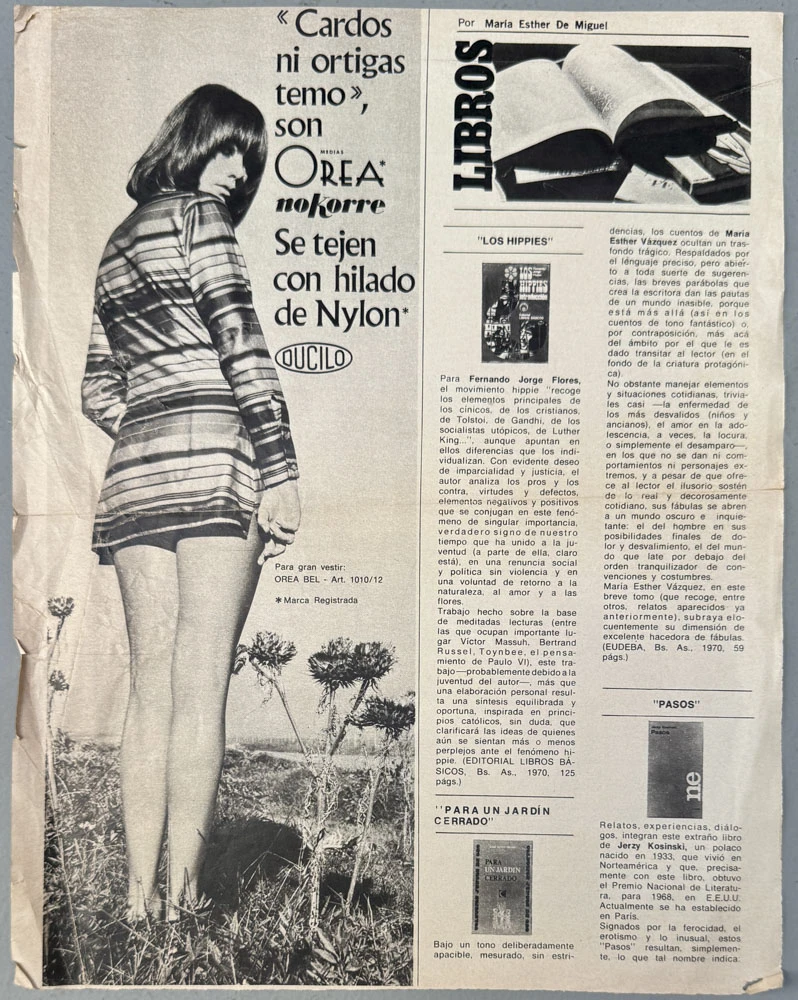 « Cardos
ni ortigas
temo »,
son
MEDIAS
OREA*
noKorre
Se tejen
con hilado
de Nylon*
DUCILO
Para gran vestir:
OREA BEL - Art. 1010/12
* Marca Registrada
Por María Esther De Miguel
LIBROS
"LOS HIPPIES"
LOS
HIPPIES
Para Fernando Jorge Flores,
el movimiento hippie "recoge
los elementos principales de
los cínicos, de los cristianos,
de Tolstoi, de Gandhi, de los
socialistas utópicos, de Luther
King...", aunque apuntan en
ellos diferencias que los indi-
vidualizan. Con evidente deseo
de imparcialidad y justicia, el
autor analiza los pros y los
contra, virtudes y defectos,
elementos negativos y positivos
que se conjugan en este fenó-
meno de singular importancia,
verdadero signo de nuestro
tiempo que ha unido a la ju-
ventud (a parte de ella, claro
está), en una renuncia social
y política sin violencia y en
una voluntad de retorno a la
naturaleza, al amor y a las
flores.
Trabajo hecho sobre la base
de meditadas lecturas (entre
las que ocupan importante lu-
gar Víctor Massuh, Bertrand
Russel, Toynbee, el pensa-
miento de Paulo VI), este tra-
bajo —probablemente debido a la
juventud del autor—, más que
una elaboración personal resul-
ta una síntesis equilibrada y
oportuna, inspirada en princi-
pios católicos, sin duda, que
clarificará las ideas de quienes
aún se sientan más o menos
perplejos ante el fenómeno hi-
ppie. (EDITORIAL LIBROS BÁ-
SICOS, Bs. As., 1970, 125
págs.)
"PARA UN JARDÍN
CERRADO"
PARA
UN JARDIN
CERRADO
Bajo un tono deliberadamente
apacible, mesurado, sin estri-
dencias, los cuentos de María
Esther Vázquez ocultan un tras-
fondo trágico. Respaldados por
el lenguaje preciso, pero abier-
to a toda suerte de sugeren-
cias, las breves parábolas que
crea la escritora dan las pautas
de un mundo inasible, porque
está más allá (así en los
cuentos de tono fantástico) o,
por contraposición, más acá
del ámbito por el que le es
dado transitar al lector (en el
fondo de la criatura protagóni-
ca).
No obstante manejar elementos
y situaciones cotidianas, trivia-
les casi —la enfermedad de
los más desvalidos (niños y
ancianos), el amor en la ado-
lescencia, a veces, la locura,
o simplemente el desamparo—,
en los que no se dan ni com-
portamientos ni personajes ex-
tremos, y a pesar de que ofre-
ce al lector el ilusorio sostén
de lo real y decorosamente
cotidiano, sus fábulas se abren
a un mundo oscuro e inquie-
tante: el del hombre en sus
posibilidades finales de do-
lor y desvalimiento, el del mun-
do que late por debajo del
orden tranquilizador de con-
venciones y costumbres.
María Esther Vázquez, en este
breve tomo (que recoge, entre
otros, relatos aparecidos ya
anteriormente), subraya elo-
cuentemente su dimensión de
excelente hacedora de fábulas.
(EUDEBA, Bs. As., 1970, 59
págs.)
"PASOS"
Pasos
ne
Relatos, experiencias, diálo-
gos, integran este extraño libro
de Jerzy Kosinski, un polaco
nacido en 1933, que vivió en
Norteamérica y que, precisa-
mente con este libro, obtuvo
el Premio Nacional de Literatu-
ra, para 1968, en E.E.U.U.
Actualmente se ha establecido
en París.
Signados por la ferocidad, el
erotismo y lo inusual, estos
"Pasos" resultan, simplemen-
te, lo que tal nombre indica: